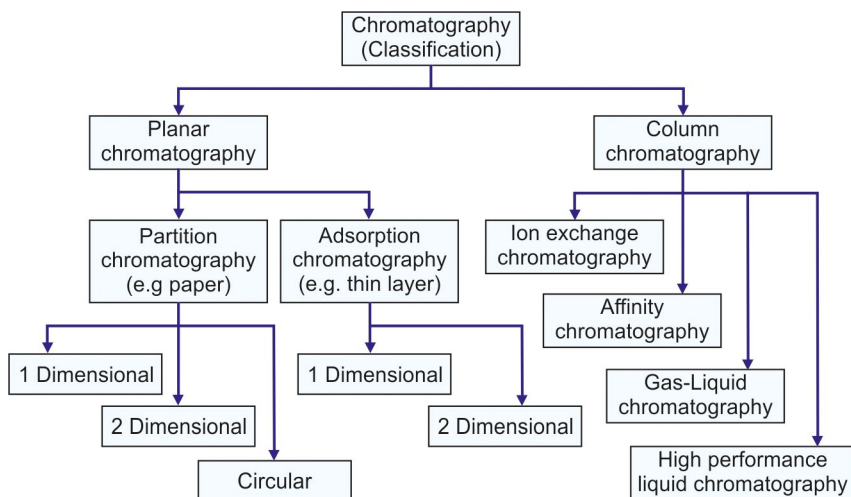 Chromatography
(Classification)
Planar
chromatography
Column
chromatography
Partition
chromatography
(e.g paper)
Adsorption
chromatography
(e.g. thin layer)
Ion exchange
chromatography
Affinity
chromatography
1 Dimensional
1 Dimensional
Gas-Liquid
chromatography
2 Dimensional
2 Dimensional
Circular
High performance
liquid chromatography